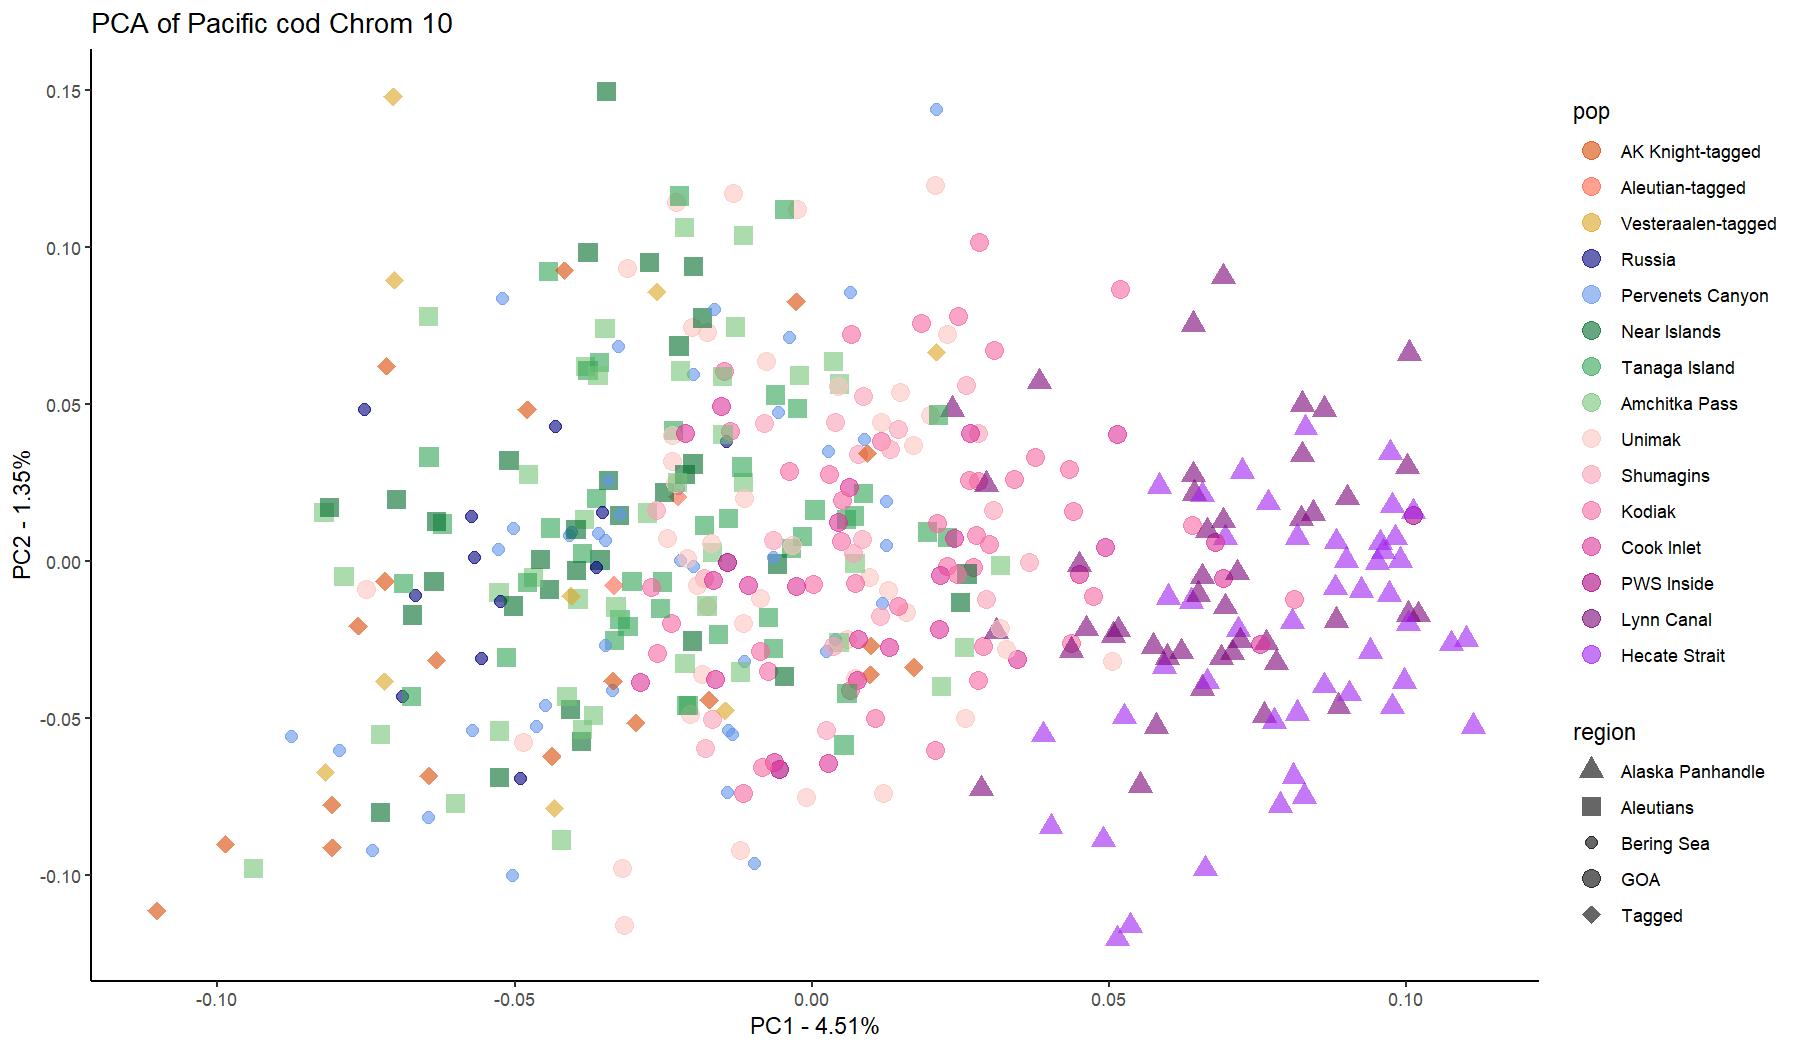 PCA of Pacific cod Chrom 10
0.15
0.10
0.05
0.00
-0.05
-0.10
PC2 - 1.35%
-0.10
-0.05
0.00
0.05
0.10
PC1 - 4.51%
pop
AK Knight-tagged
Aleutian-tagged
Vesteraalen-tagged
Russia
Pervenets Canyon
Near Islands
Tanaga Island
Amchitka Pass
Unimak
Shumagins
Kodiak
Cook Inlet
PWS Inside
Lynn Canal
Hecate Strait
region
Alaska Panhandle
Aleutians
Bering Sea
GOA
Tagged